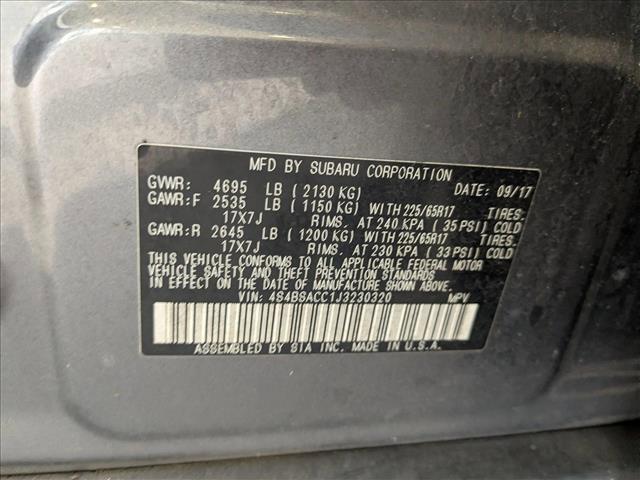 MFD BY SUBARU CORPORATION
GVWR: 4695 LB ( 2130 KG) DATE: 09/17
GAWR:F 2535 LB ( 1150 KG) WITH 225/65R17 TIRES.
17X7J RIMS. AT 240 KPA ( 35 PSI) COLD
GAWR:R 2645 LB ( 1200 KG) WITH 225/65R17 TIRES.
17X7J RIMS. AT 230 KPA ( 33 PSI) COLD
THIS VEHICLE CONFORMS TO ALL APPLICABLE FEDERAL MOTOR
VEHICLE SAFETY AND THEFT PREVENTION STANDARDS
IN EFFECT ON THE DATE OF MANUFACTURE SHOWN ABOVE.
VIN: 4S4BSACC1J3230320 MPV
ASSEMBLED BY SIA INC. MADE IN U.S.A.